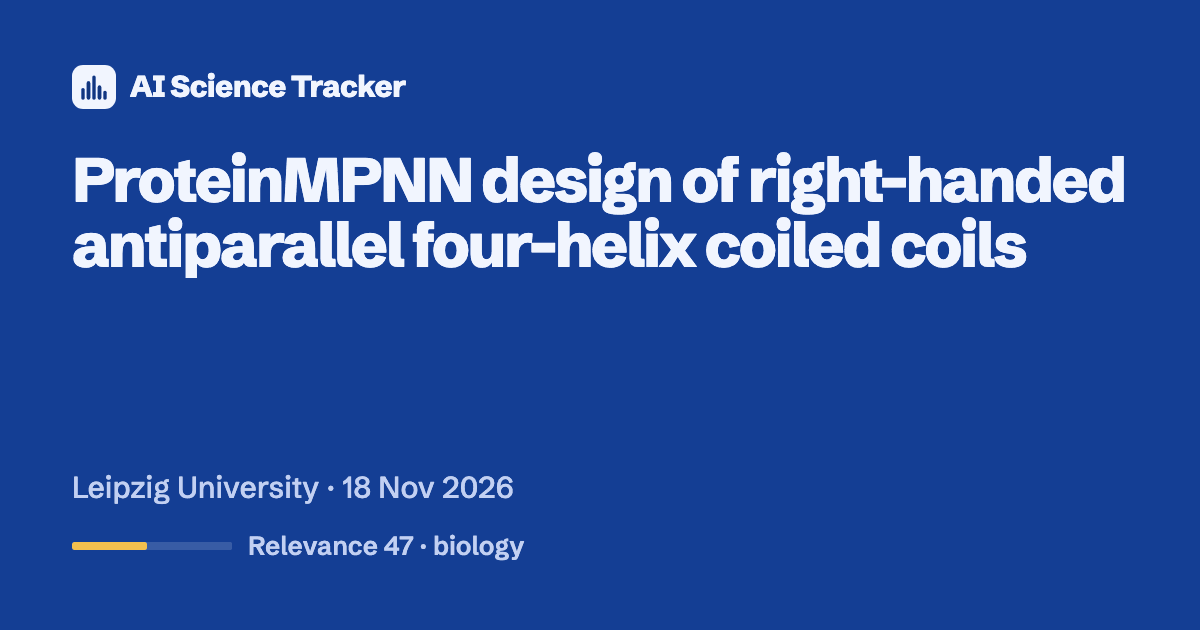 AI Science Tracker
ProteinMPNN design of right-handed
antiparallel four-helix coiled coils
Leipzig University · 18 Nov 2026
Relevance 47 · biology